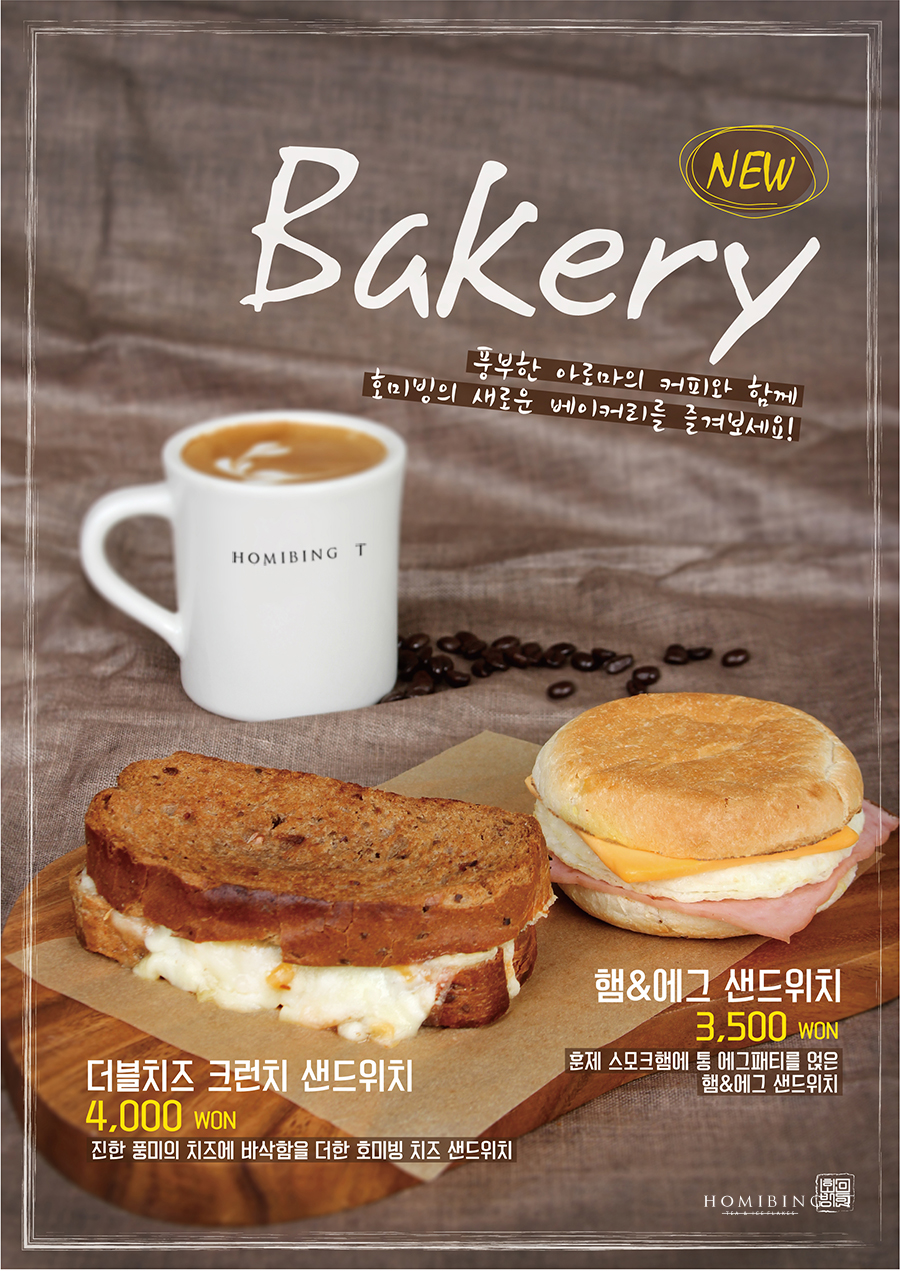 NEW
Bakery
풍부한 아로마의 커피와 함께
호미빙의 새로운 베이커리를 즐겨보세요!
HOMIBING T
햄&에그 샌드위치
3,500 WON
훈제 스모크햄에 통 에그패티를 얹은
햄&에그 샌드위치
더블치즈 크런치 샌드위치
4,000 WON
진한 풍미의 치즈에 바삭함을 더한 호미빙 치즈 샌드위치
HOMIBING
TEA & ICE FLAKES